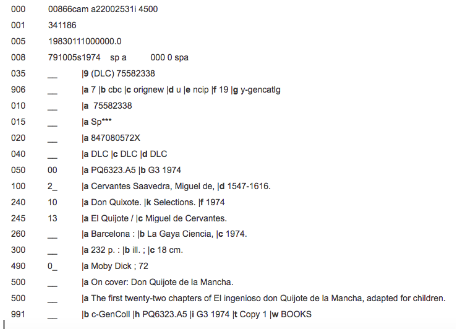 000 00866cam a22002531i 4500
001 341186
005 19830111000000.0
008 791005s1974 sp a 000 0 spa
035 __ |9 (DLC) 75582338
906 __ |a 7 |b cbc |c orignew |d u |e ncip |f 19 |g y-gencatlg
010 __ |a 75582338
015 __ |a Sp***
020 __ |a 847080572X
040 __ |a DLC |c DLC |d DLC
050 00 |a PQ6323.A5 |b G3 1974
100 2_ |a Cervantes Saavedra, Miguel de, |d 1547-1616.
240 10 |a Don Quixote. |k Selections. |f 1974
245 13 |a El Quijote / |c Miguel de Cervantes.
260 __ |a Barcelona : |b La Gaya Ciencia, |c 1974.
300 __ |a 232 p. : |b ill. ; |c 18 cm.
490 0_ |a Moby Dick ; 72
500 __ |a On cover: Don Quijote de la Mancha.
500 __ |a The first twenty-two chapters of El ingenioso don Quijote de la Mancha, adapted for children.
991 __ |b c-GenColl |h PQ6323.A5 |i G3 1974 |t Copy 1 |w BOOKS